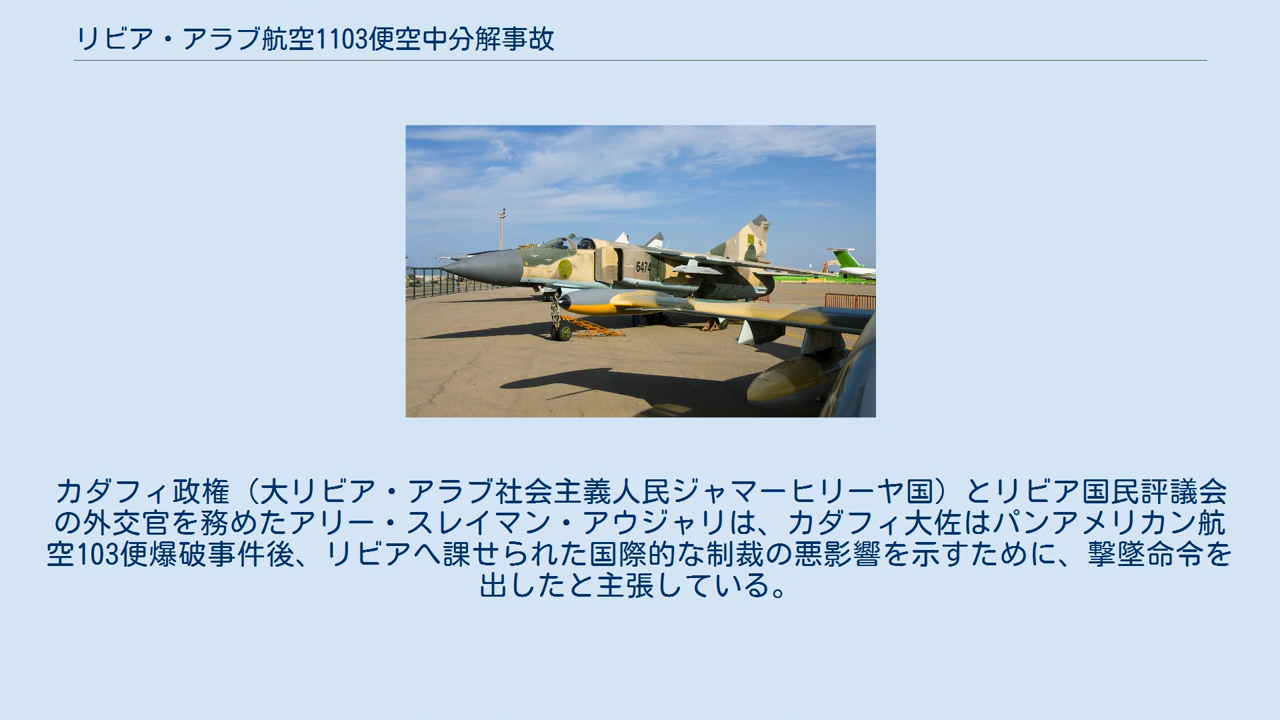 リビア・アラブ航空1103便空中分解事故
6474
カダフィ政権（大リビア・アラブ社会主義人民ジャマーヒリーヤ国）とリビア国民評議会
の外交官を務めたアリー・スレイマン・アウジャリは、カダフィ大佐はパンアメリカン航
空103便爆破事件後、リビアへ課せられた国際的な制裁の悪影響を示すために、撃墜命令を
出したと主張している。